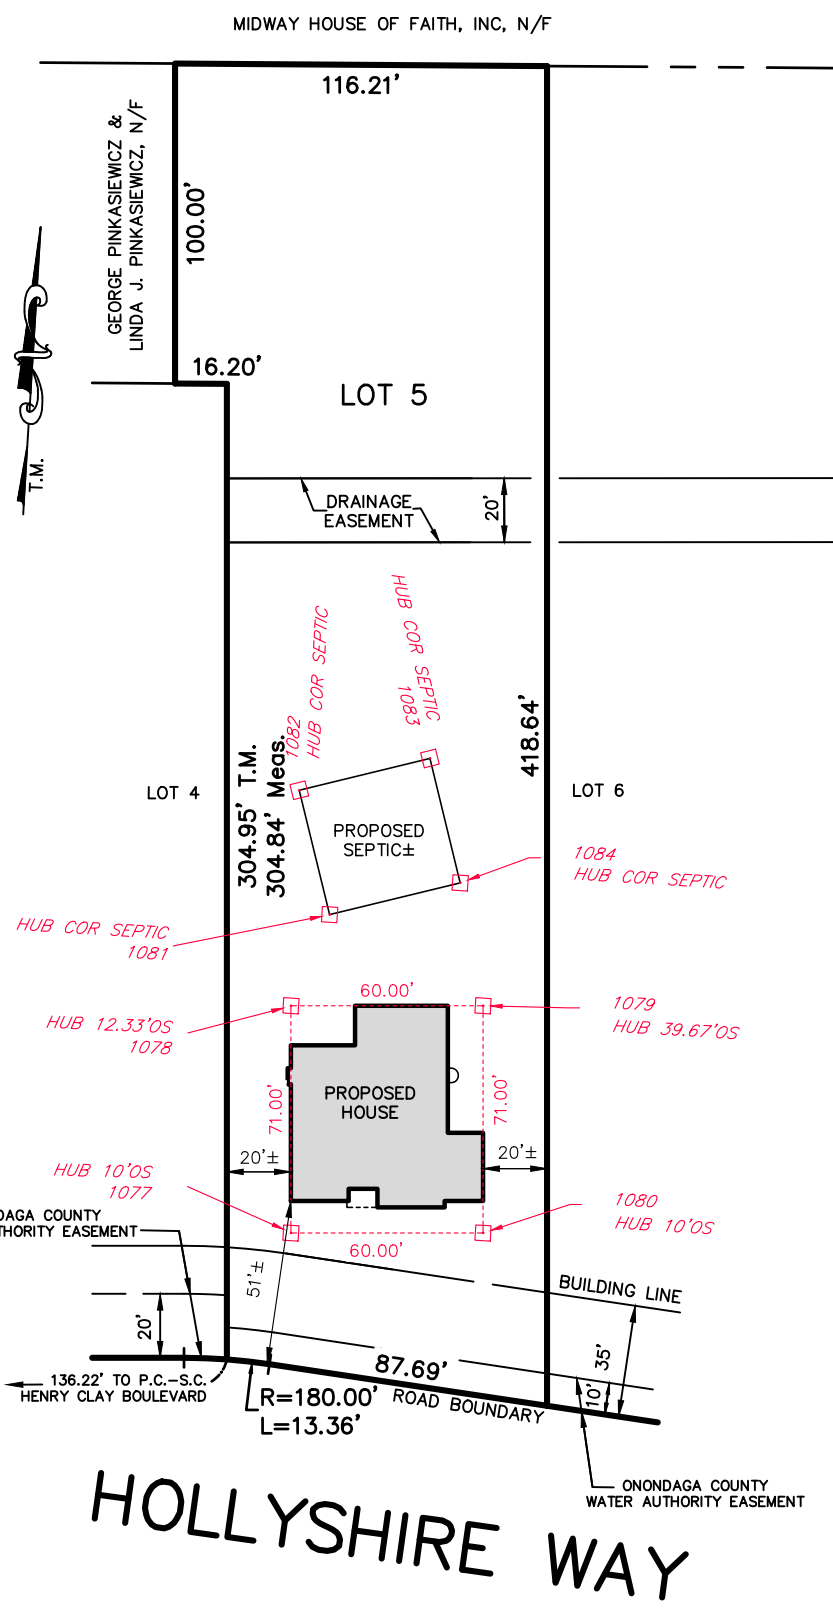 MIDWAY HOUSE OF FAITH, INC, N/F
116.21'
GEORGE PINKASIEWICZ &
LINDA J. PINKASIEWICZ, N/F
100.00'
16.20'
LOT 5
T.M.
DRAINAGE
EASEMENT
20'
HUB COR SEPTIC
1083
1082
HUB COR SEPTIC
304.95' T.M.
304.84' Meas.
418.64'
LOT 4
LOT 6
PROPOSED
SEPTIC±
1084
HUB COR SEPTIC
HUB COR SEPTIC
1081
60.00'
HUB 12.33'OS
1078
1079
HUB 39.67'OS
PROPOSED
HOUSE
71.00'
71.00'
20'±
20'±
HUB 10'OS
1077
1080
HUB 10'OS
60.00'
DAGA COUNTY
THORITY EASEMENT
51'±
BUILDING LINE
20'
35'
10'
87.69'
136.22' TO P.C.-S.C.
HENRY CLAY BOULEVARD
R=180.00'
L=13.36'
ROAD BOUNDARY
ONONDAGA COUNTY
WATER AUTHORITY EASEMENT
HOLLYSHIRE WAY